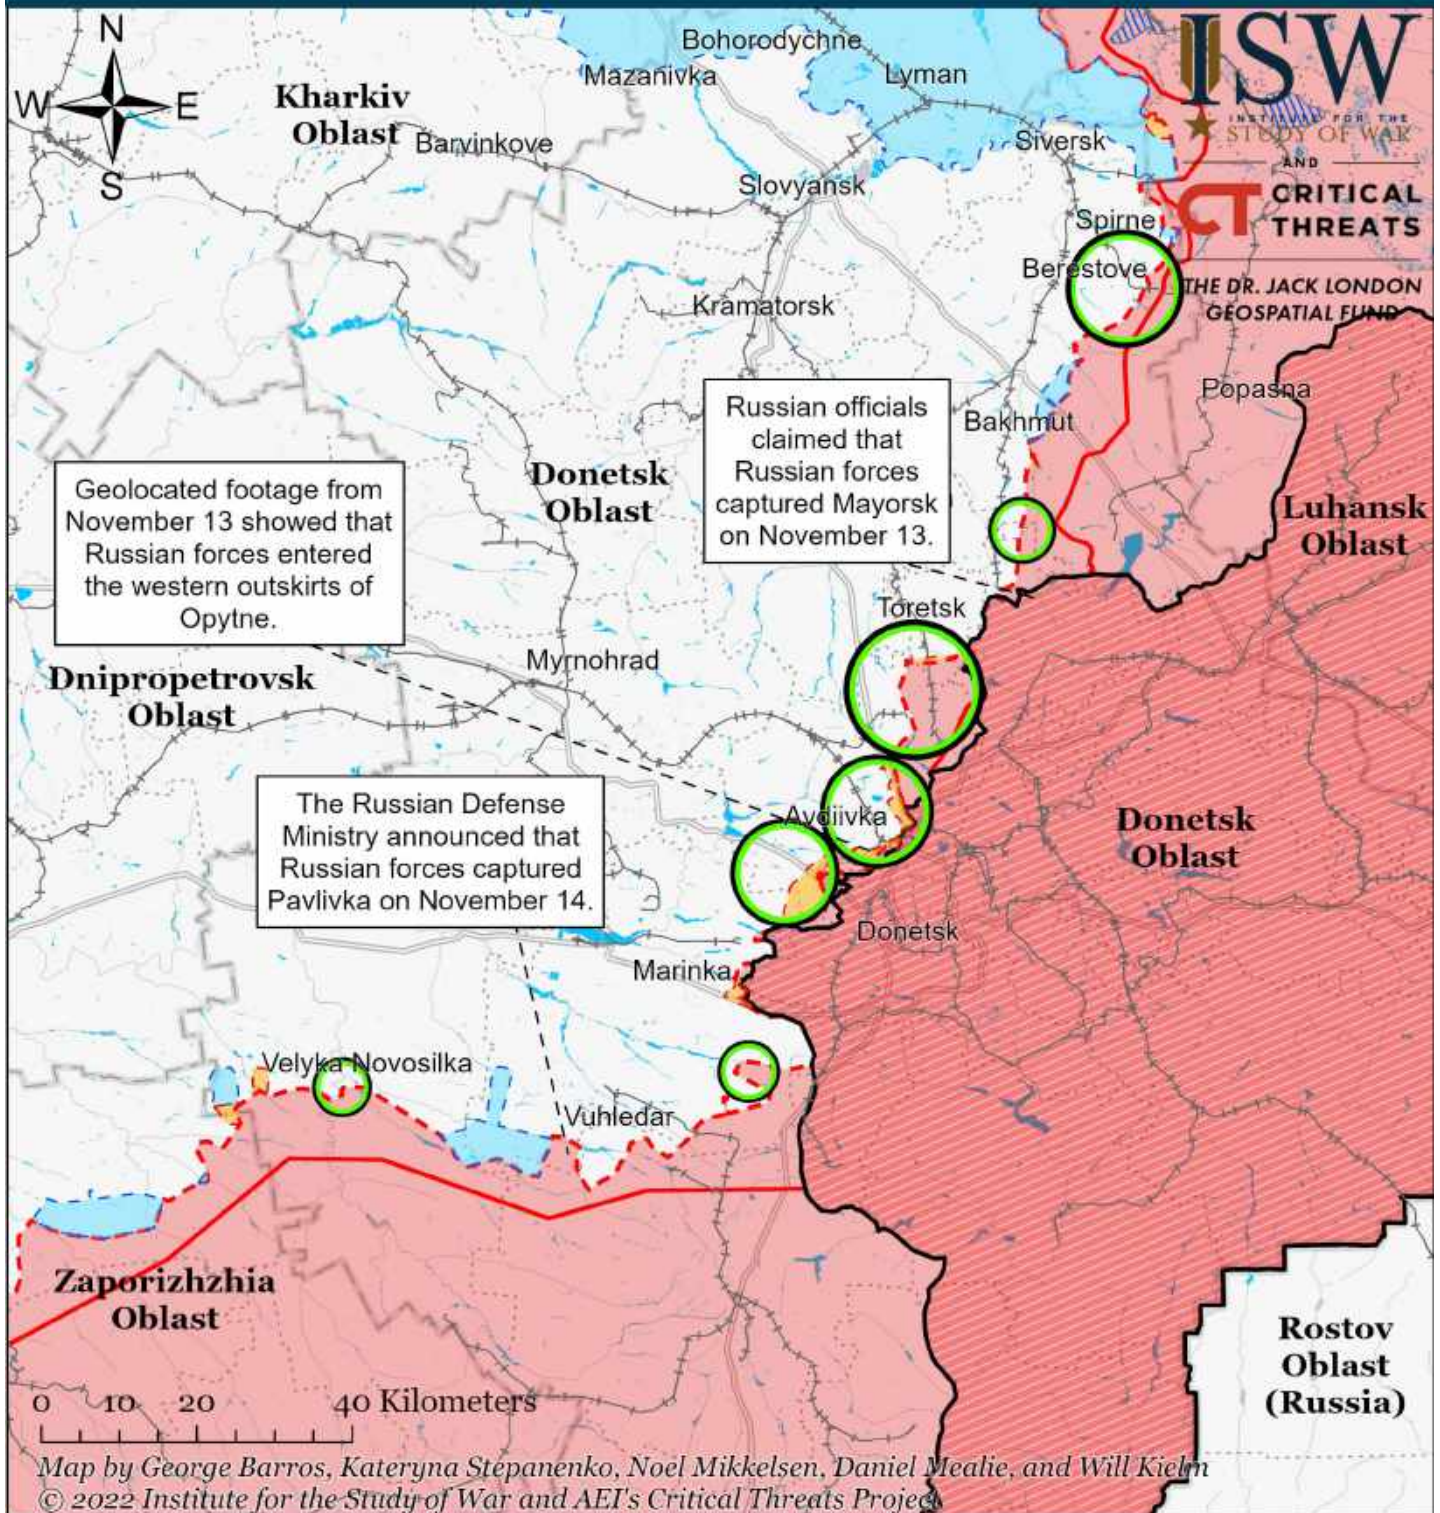 N
W
E
S
ISW
INSTITUTE FOR THE
STUDY OF WAR
AND
CT
CRITICAL
THREATS
THE DR. JACK LONDON
GEOSPATIAL FUND
Bohorodychne
Mazanivka
Lyman
Kharkiv
Oblast
Barvinkove
Siversk
Slovyansk
Spirne
Berestove
Kramatorsk
Popasna
Bakhmut
Russian officials
claimed that
Russian forces
captured Mayorsk
on November 13.
Donetsk
Oblast
Geolocated footage from
November 13 showed that
Russian forces entered
the western outskirts of
Opytne.
Luhansk
Oblast
Toretsk
Myrnohrad
Dnipropetrovsk
Oblast
The Russian Defense
Ministry announced that
Russian forces captured
Pavlivka on November 14.
Avdiivka
Donetsk
Oblast
Donetsk
Marinka
Velyka Novosilka
Vuhledar
Zaporizhzhia
Oblast
Rostov
Oblast
(Russia)
0 10 20 40 Kilometers
Map by George Barros, Kateryna Stepanenko, Noel Mikkelsen, Daniel Mealie, and Will Kielm
© 2022 Institute for the Study of War and AEI's Critical Threats Project